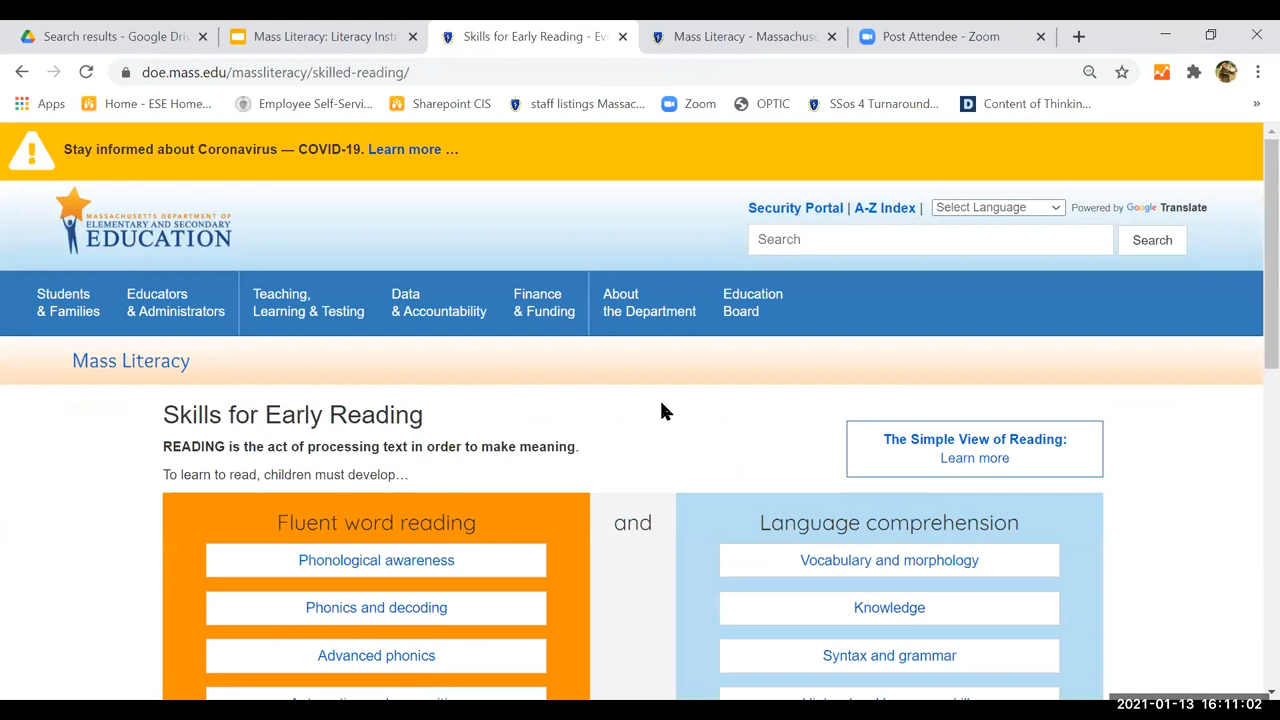 Search results - Google Dri
Mass Literacy: Literacy Inst
Skills for Early Reading - Ev
Mass Literacy - Massachuse
Post Attendee - Zoom
doe.mass.edu/massliteracy/skilled-reading/
Apps
Home - ESE Home...
Employee Self-Servi...
Sharepoint CIS
staff listings Massac...
Zoom
OPTIC
SSos 4 Turnaround...
Content of Thinkin...
»
Stay informed about Coronavirus — COVID-19. Learn more …
MASSACHUSETTS DEPARTMENT OF
ELEMENTARY AND SECONDARY
EDUCATION
Security Portal | A-Z Index | Select Language Powered by Google Translate
Search Search
Students & Families
Educators & Administrators
Teaching, Learning & Testing
Data & Accountability
Finance & Funding
About the Department
Education Board
Mass Literacy
Skills for Early Reading
READING is the act of processing text in order to make meaning.
To learn to read, children must develop…
The Simple View of Reading:
Learn more
Fluent word reading and Language comprehension
Phonological awareness
Vocabulary and morphology
Phonics and decoding
Knowledge
Advanced phonics
Syntax and grammar
2021-01-13 16:11:02